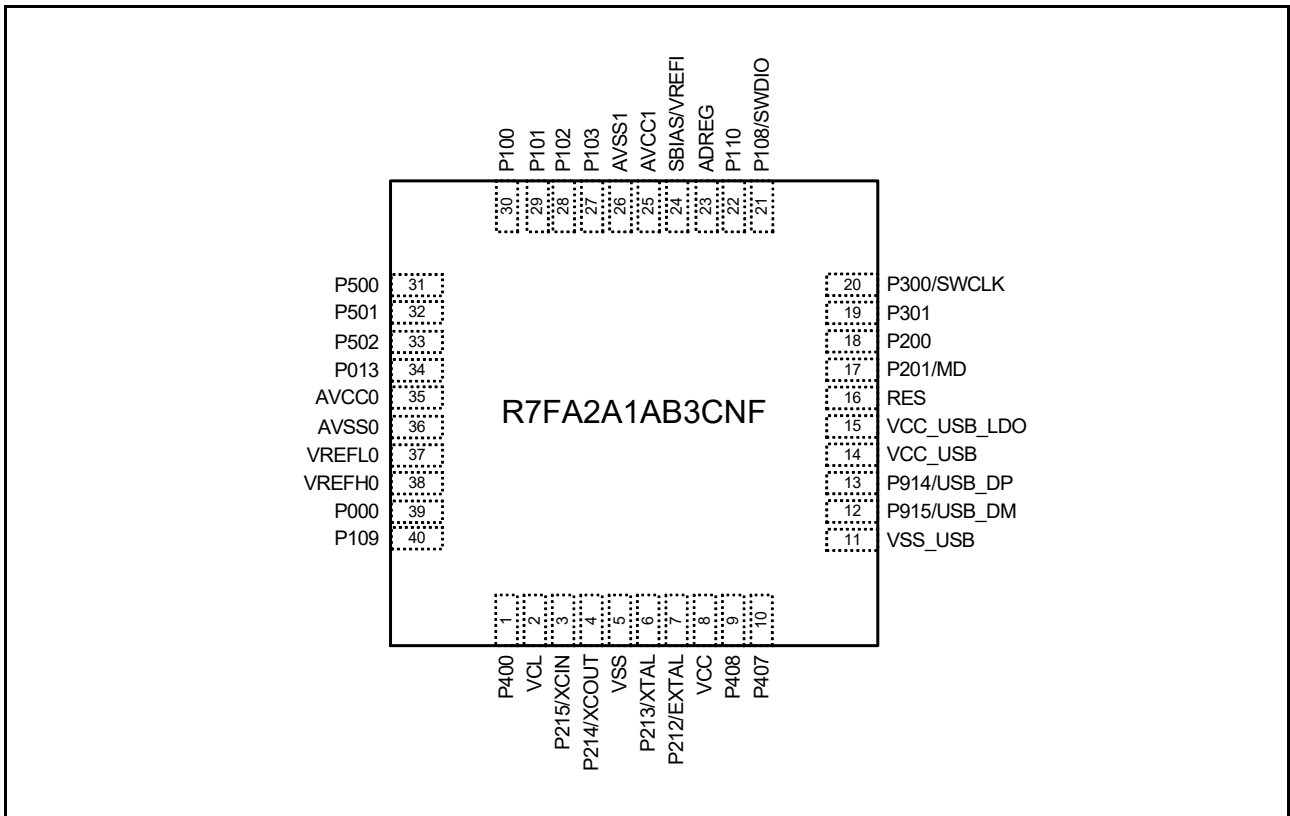 P100
P101
P102
P103
AVSS1
AVCC1
SBIAS/VREFI
ADREG
P110
P108/SWDIO
30
29
28
27
26
25
24
23
22
21
P500 31
P501 32
P502 33
P013 34
AVCC0 35
AVSS0 36
VREFL0 37
VREFH0 38
P000 39
P109 40
R7FA2A1AB3CNF
20 P300/SWCLK
19 P301
18 P200
17 P201/MD
16 RES
15 VCC_USB_LDO
14 VCC_USB
13 P914/USB_DP
12 P915/USB_DM
11 VSS_USB
1
2
3
4
5
6
7
8
9
10
P400
VCL
P215/XCIN
P214/XCOUT
VSS
P213/XTAL
P212/EXTAL
VCC
P408
P407